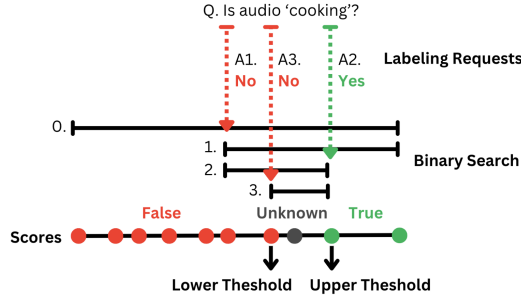 Q. Is audio ‘cooking’?
A1. A3. A2.
No No Yes
Labeling Requests
0.
1.
2.
3.
Binary Search
False Unknown True
Scores
Lower Theshold Upper Threshold